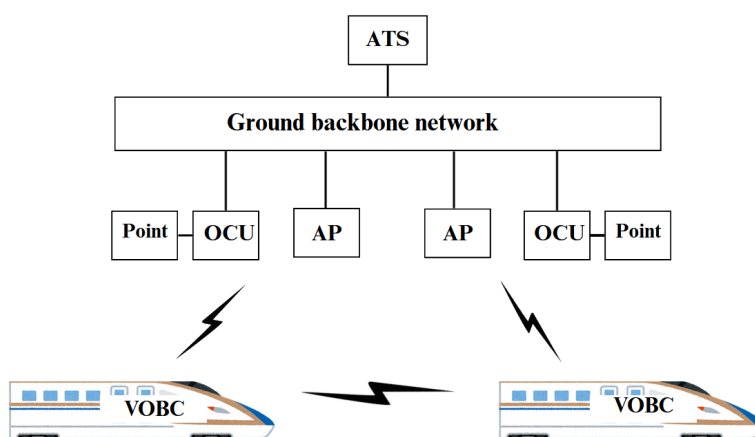 ATS
Ground backbone network
Point
OCU
AP
AP
OCU
Point
VOBC
VOBC